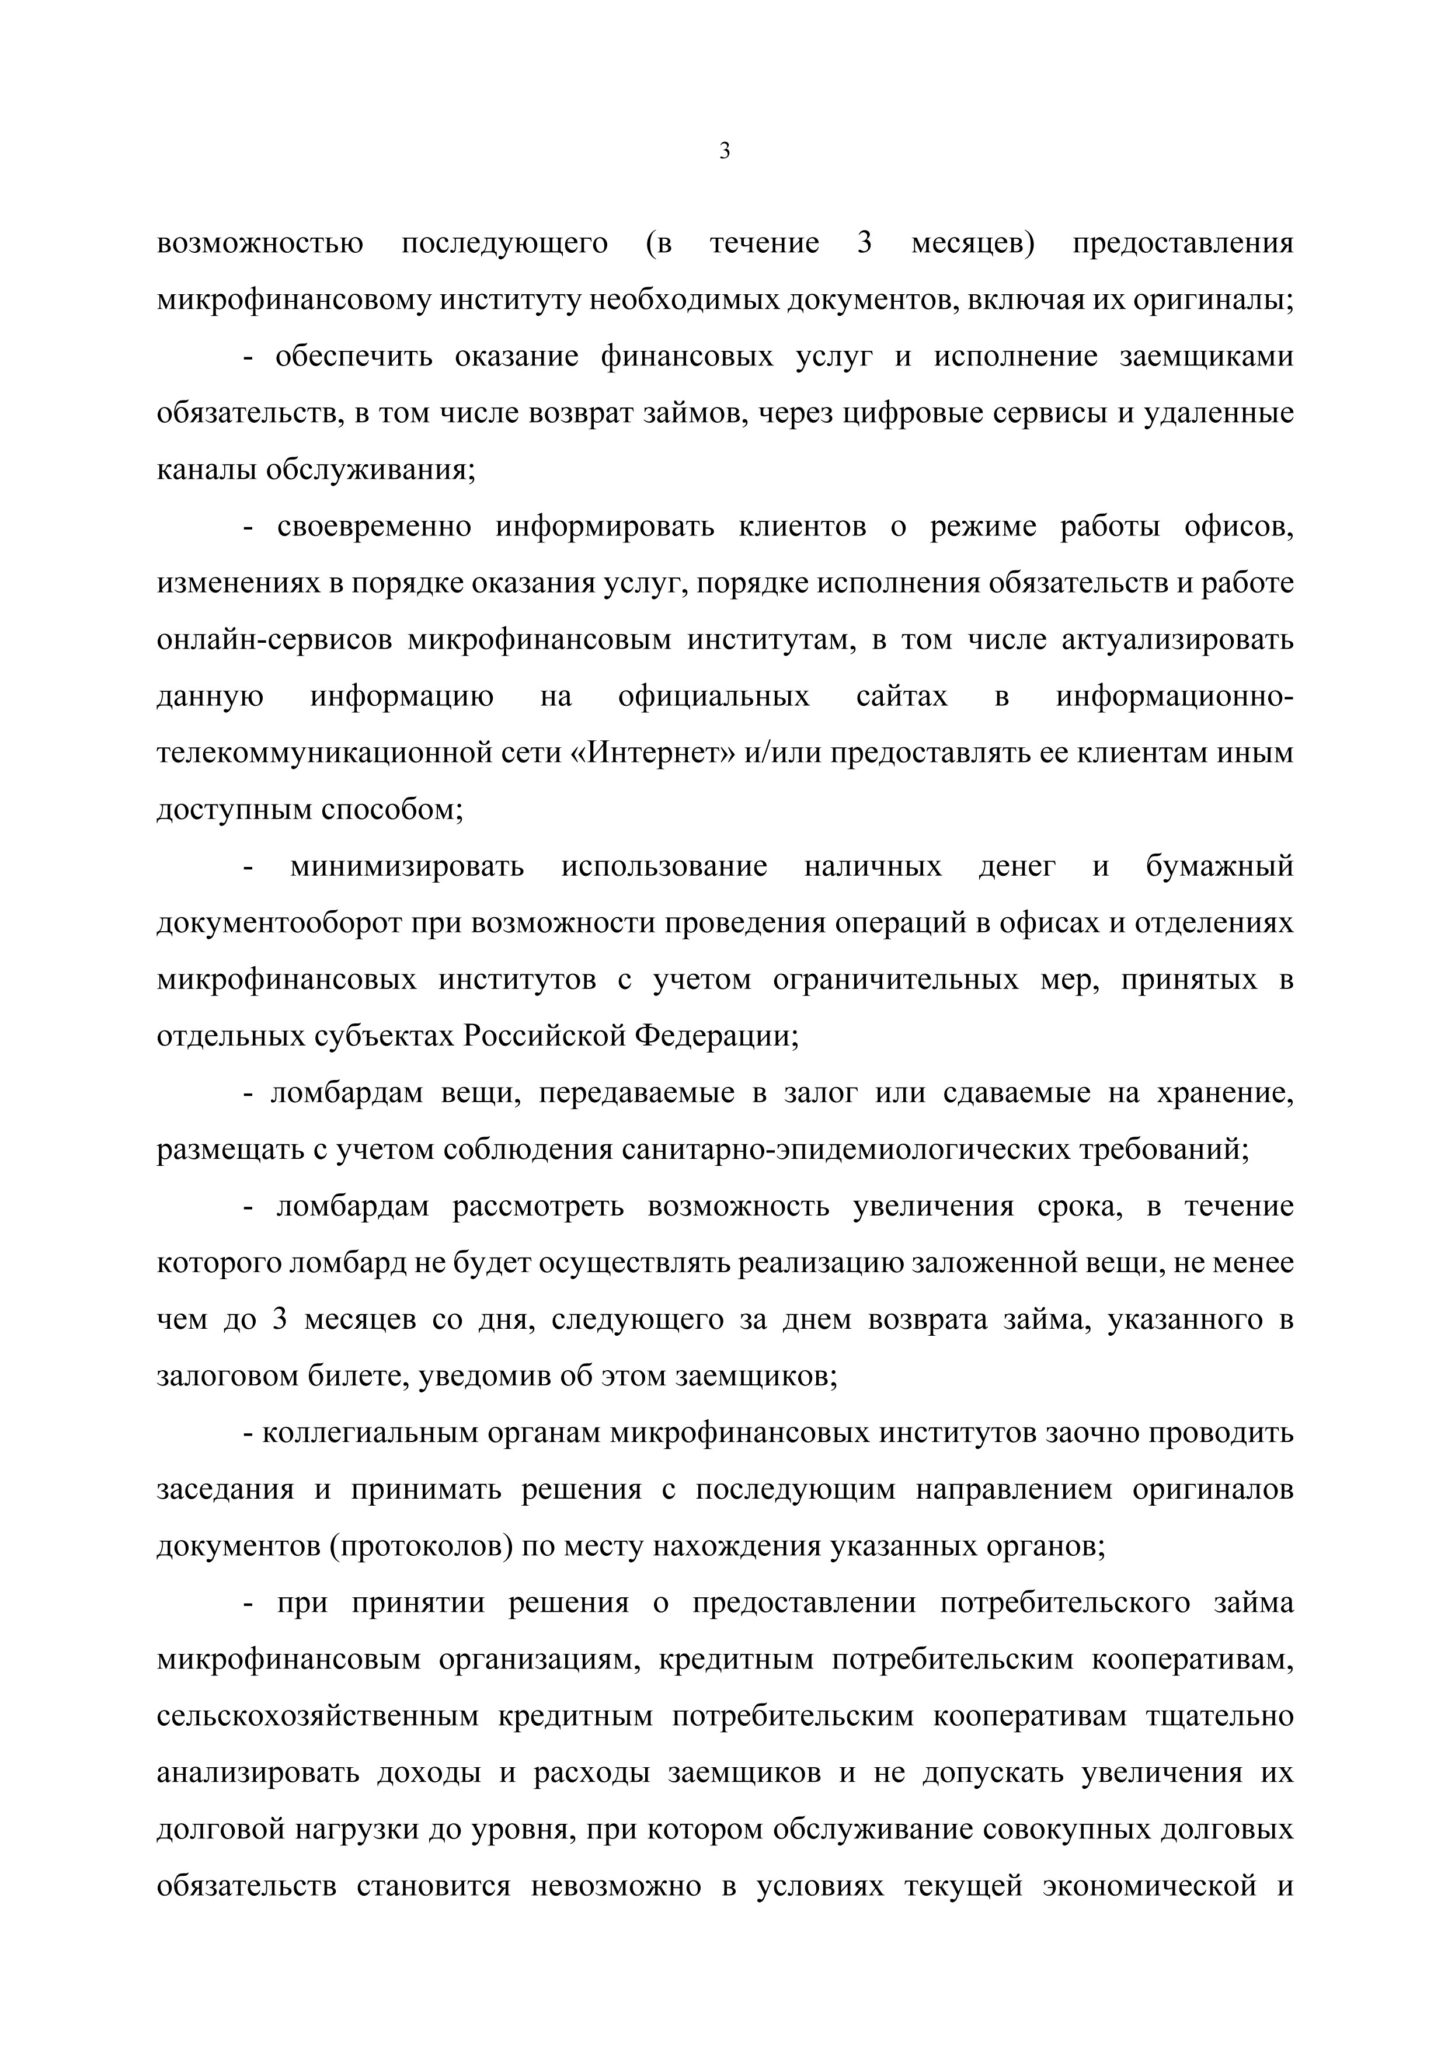 3
возможностью последующего (в течение 3 месяцев) предоставления
микрофинансовому институту необходимых документов, включая их оригиналы;
- обеспечить оказание финансовых услуг и исполнение заемщиками
обязательств, в том числе возврат займов, через цифровые сервисы и удаленные
каналы обслуживания;
- своевременно информировать клиентов о режиме работы офисов,
изменениях в порядке оказания услуг, порядке исполнения обязательств и работе
онлайн-сервисов микрофинансовым институтам, в том числе актуализировать
данную информацию на официальных сайтах в информационно-
телекоммуникационной сети «Интернет» и/или предоставлять ее клиентам иным
доступным способом;
- минимизировать использование наличных денег и бумажный
документооборот при возможности проведения операций в офисах и отделениях
микрофинансовых институтов с учетом ограничительных мер, принятых в
отдельных субъектах Российской Федерации;
- ломбардам вещи, передаваемые в залог или сдаваемые на хранение,
размещать с учетом соблюдения санитарно-эпидемиологических требований;
- ломбардам рассмотреть возможность увеличения срока, в течение
которого ломбард не будет осуществлять реализацию заложенной вещи, не менее
чем до 3 месяцев со дня, следующего за днем возврата займа, указанного в
залоговом билете, уведомив об этом заемщиков;
- коллегиальным органам микрофинансовых институтов заочно проводить
заседания и принимать решения с последующим направлением оригиналов
документов (протоколов) по месту нахождения указанных органов;
- при принятии решения о предоставлении потребительского займа
микрофинансовым организациям, кредитным потребительским кооперативам,
сельскохозяйственным кредитным потребительским кооперативам тщательно
анализировать доходы и расходы заемщиков и не допускать увеличения их
долговой нагрузки до уровня, при котором обслуживание совокупных долговых
обязательств становится невозможно в условиях текущей экономической и